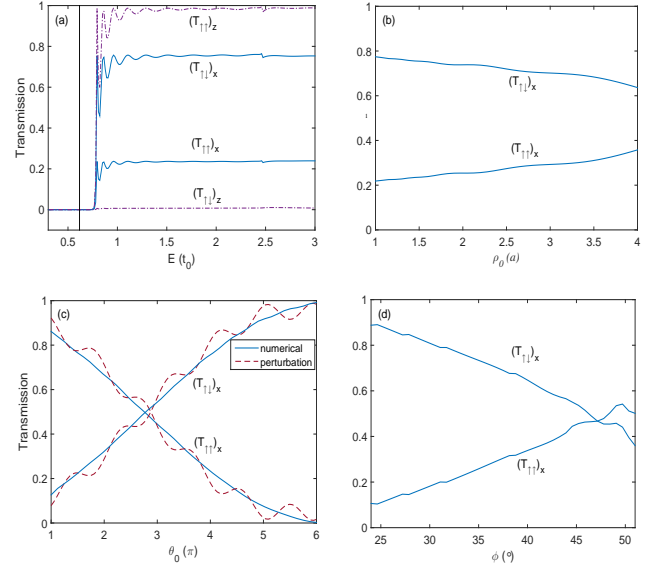 (a)
Transmission
1
0.8
0.6
0.4
0.2
0
0.5
1
1.5
2
2.5
3
E (t0)
(T↑↑)z
(T↑↓)x
(T↑↑)x
(T↑↓)z
(b)
1
0.8
0.6
0.4
0.2
0
1
1.5
2
2.5
3
3.5
4
ρ0(a)
(T↑↓)x
(T↑↑)x
(c)
Transmission
1
0.8
0.6
0.4
0.2
0
1
2
3
4
5
6
θ0 (π)
numerical
perturbation
(T↑↓)x
(T↑↑)x
(d)
1
0.8
0.6
0.4
0.2
0
25
30
35
40
45
50
ϕ (º)
(T↑↓)x
(T↑↑)x